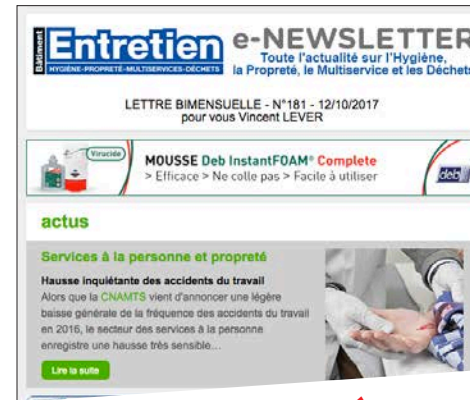 Bâtiment
Entretien
HYGIÈNE-PROPRETÉ-MULTISERVICES-DÉCHETS
e-NEWSLETTER
Toute l'actualité sur l'Hygiène,
la Propreté, le Multiservice et les Déchets
LETTRE BIMENSUELLE - N°181 - 12/10/2017
pour vous Vincent LEVER
Virucide
MOUSSE Deb InstantFOAM® Complete
> Efficace > Ne colle pas > Facile à utiliser
deb
actus
Services à la personne et propreté
Hausse inquiétante des accidents du travail
Alors que la CNAMTS vient d'annoncer une légère
baisse générale de la fréquence des accidents du travail
en 2016, le secteur des services à la personne
enregistre une hausse très sensible...
Lire la suite